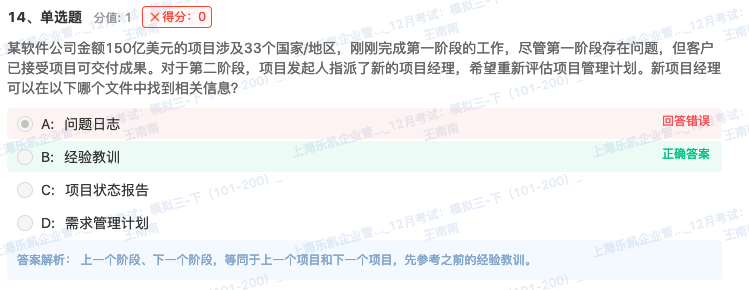 14、单选题 分值: 1 ×得分：0
某软件公司金额150亿美元的项目涉及33个国家/地区，刚刚完成第一阶段的工作，尽管第一阶段存在问题，但客户
已接受项目可交付成果。对于第二阶段，项目发起人指派了新的项目经理，希望重新评估项目管理计划。新项目经理
可以在以下哪个文件中找到相关信息?
A: 问题日志 回答错误
B: 经验教训 正确答案
C: 项目状态报告
D: 需求管理计划
答案解析： 上一个阶段、下一个阶段，等同于上一个项目和下一个项目，先参考之前的经验教训。
上海乐凯企业管..._12月考试：模拟三-下（101-200）_
王南南